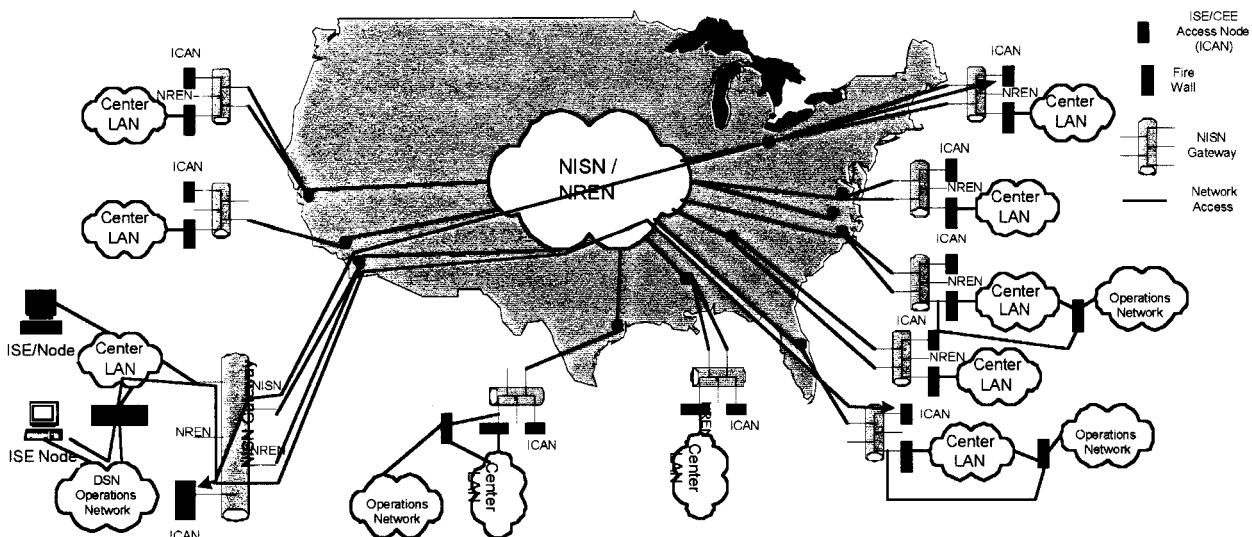 ICAN
NREN
Center
LAN
ICAN
Center
LAN
NISN /
NREN
ICAN
NREN
Center
LAN
ISE/CEE
Access Node
(ICAN)
Fire
Wall
NISN
Gateway
Network
Access
ICAN
NREN
Center
LAN
ICAN
NREN
Center
LAN
Operations
Network
ICAN
NREN
Center
LAN
ICAN
Center
LAN
Operations
Network
ISE/Node
Center
LAN
NISN
NREN
NREN
ISE Node
DSN
Operations
Network
ICAN
ICAN
Operations
Network
Center
LAN
NREN
ICAN
Center
LAN